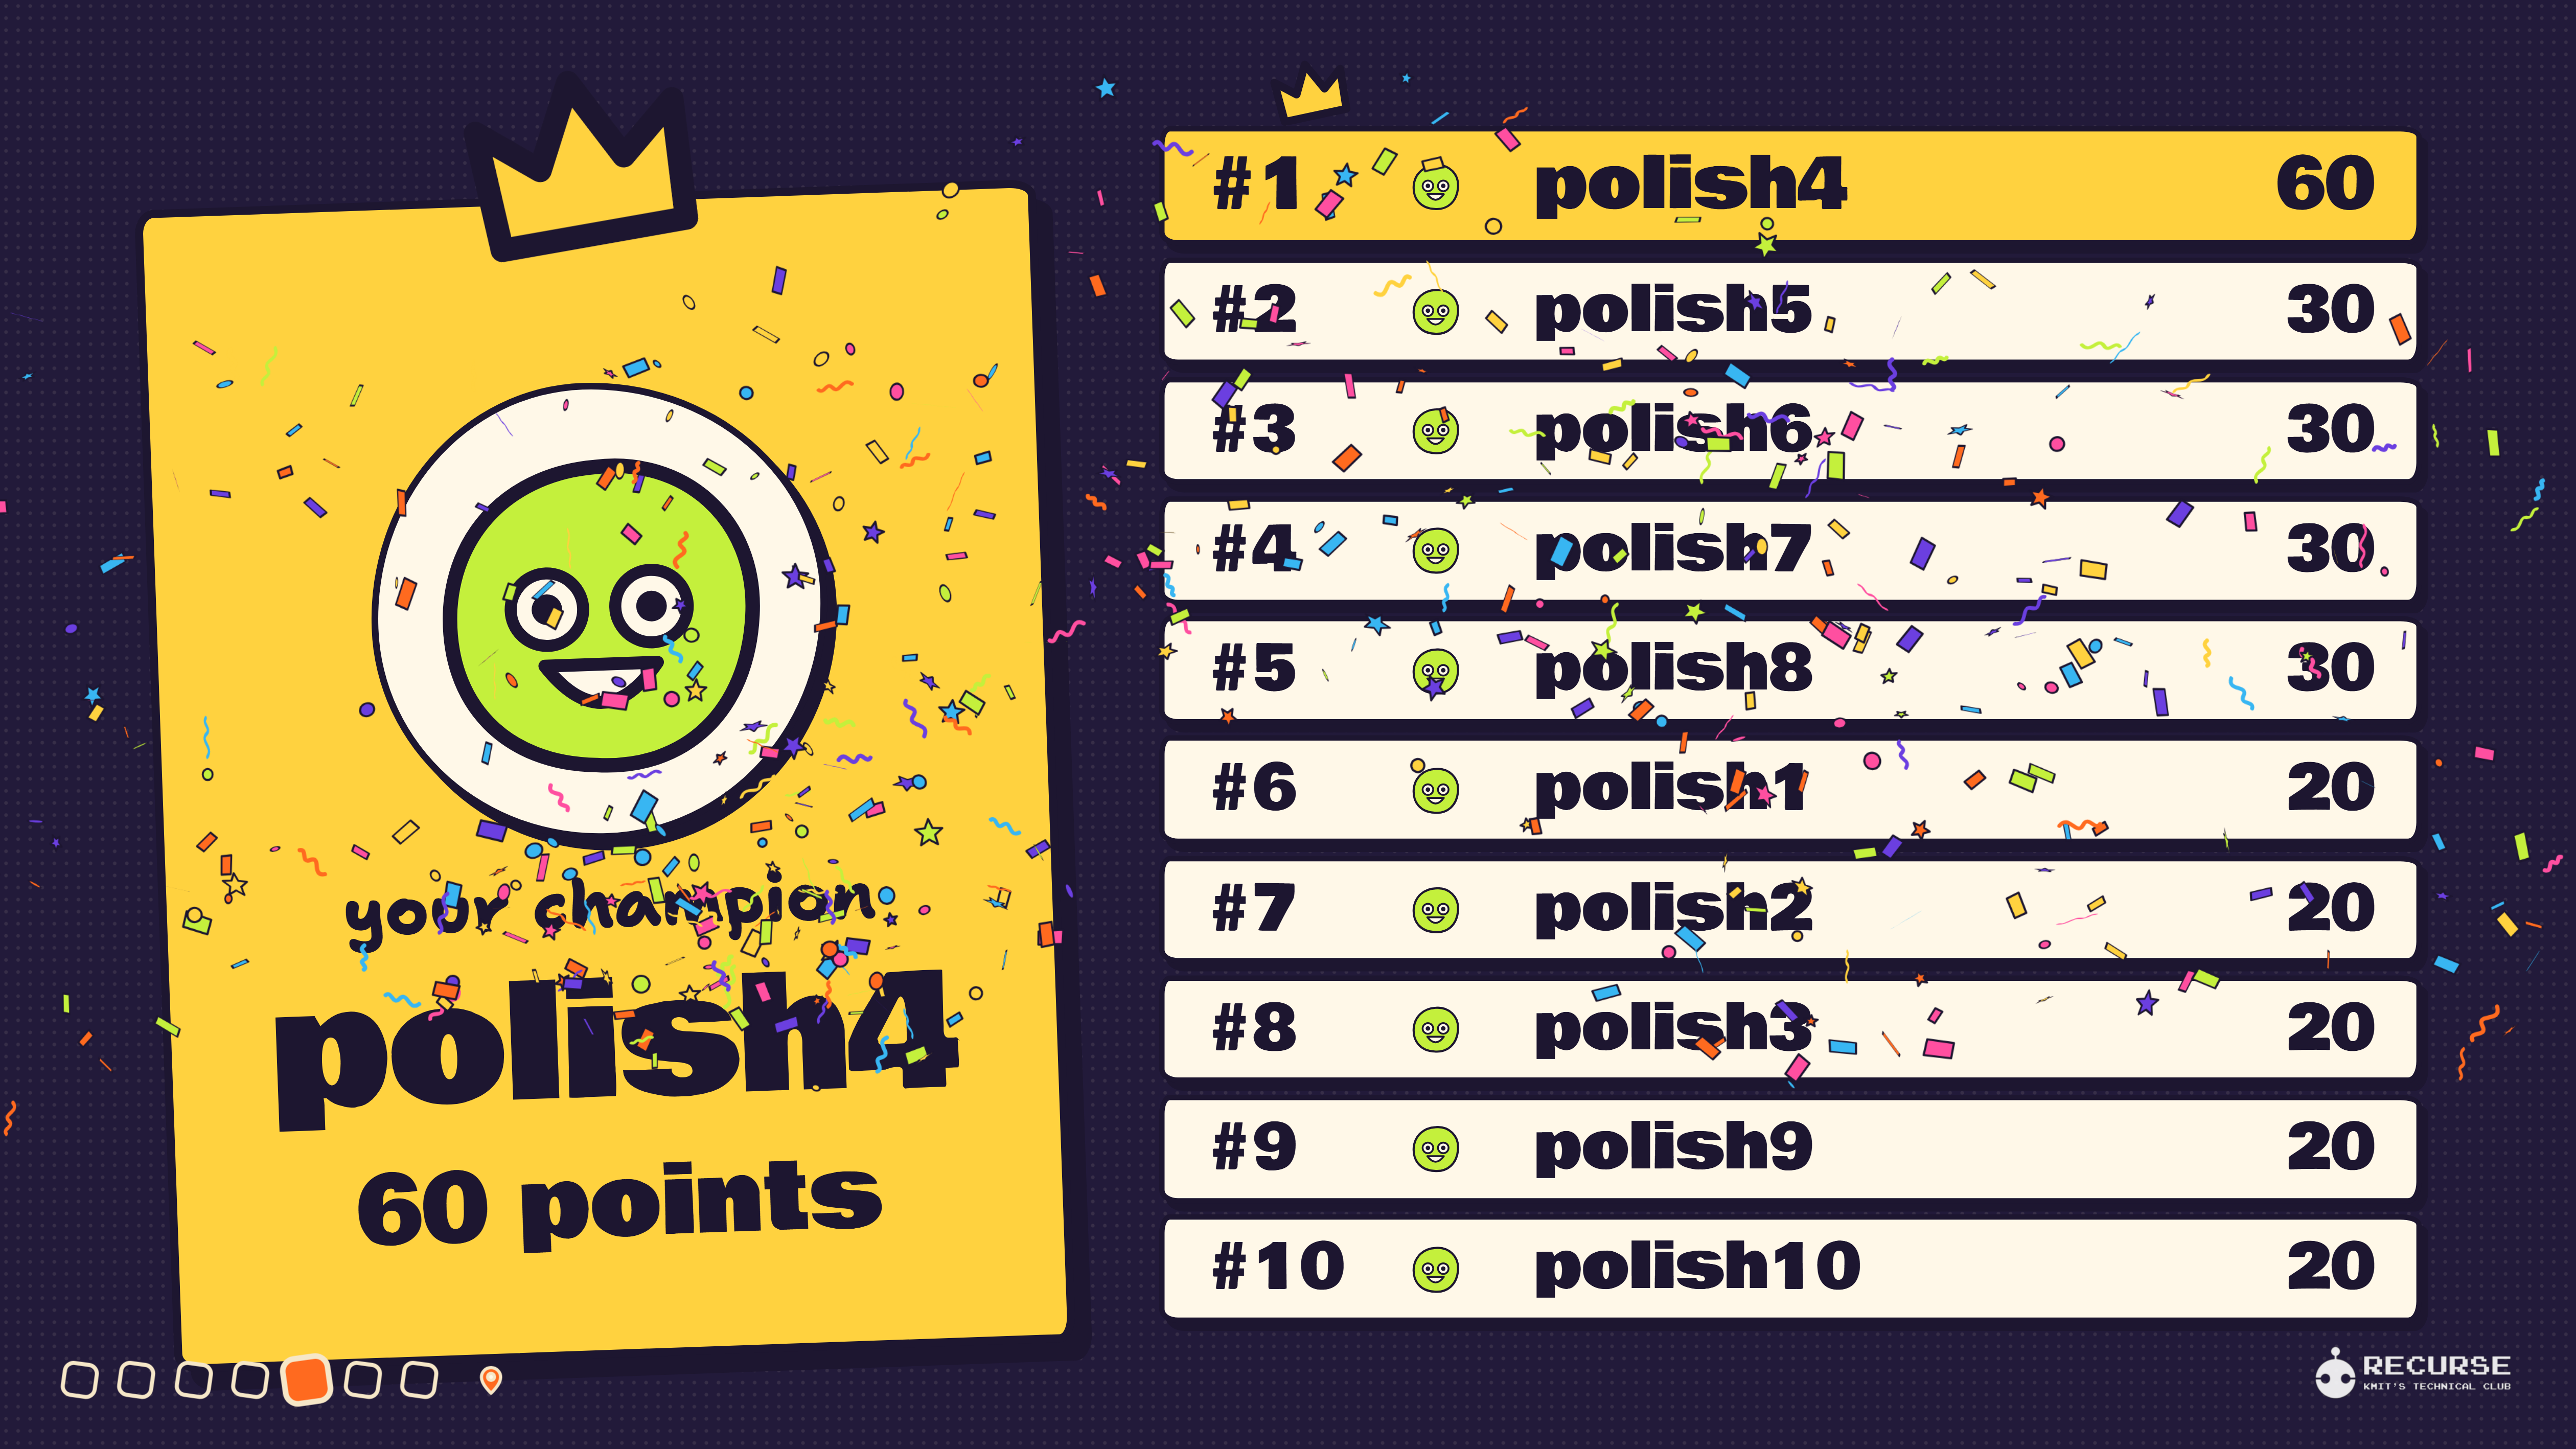 your champion
polish4
60 points
#1 polish4 60
#2 polish5 30
#3 polish6 30
#4 polish7 30
#5 polish8 30
#6 polish1 20
#7 polish2 20
#8 polish3 20
#9 polish9 20
#10 polish10 20
RECURSE
KMIT'S TECHNICAL CLUB